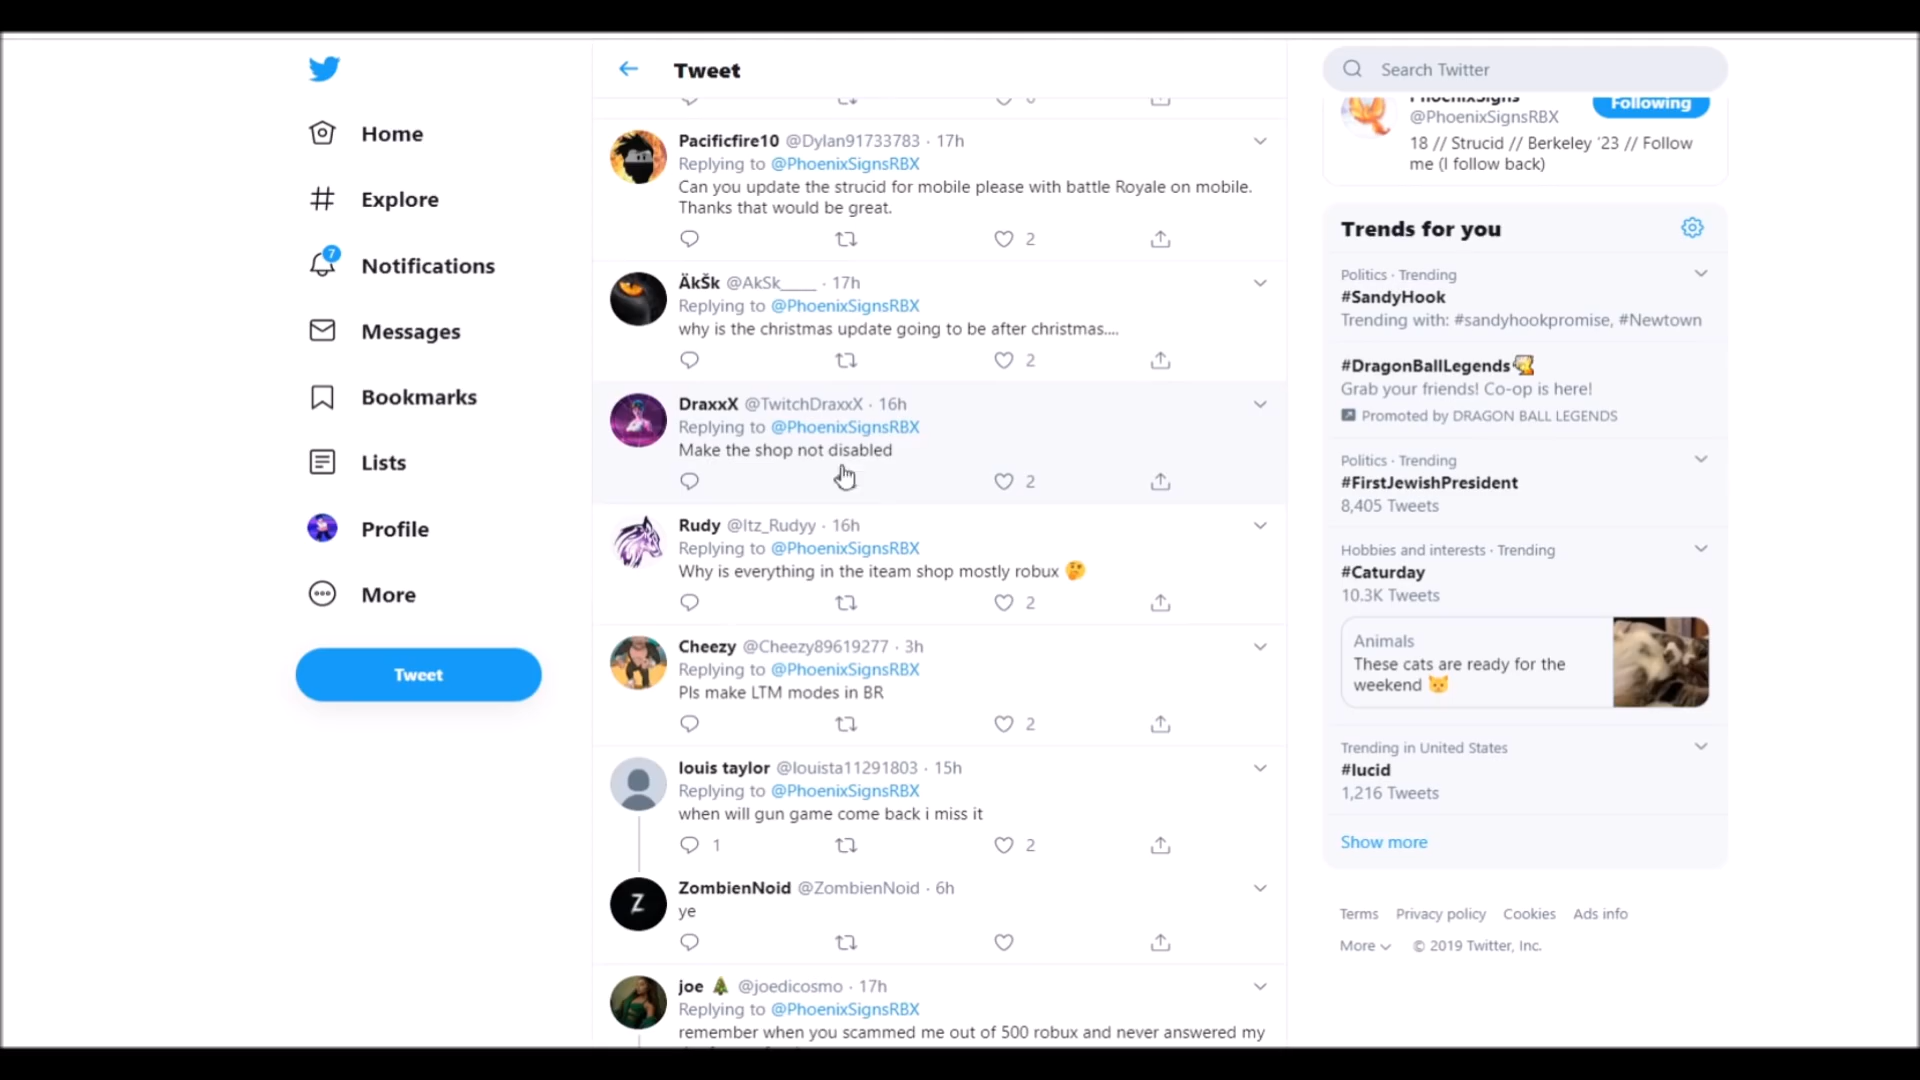 Home
Explore
7
Notifications
Messages
Bookmarks
Lists
Profile
More
Tweet
Tweet
Pacificfire10 @Dylan91733783 · 17h
Replying to @PhoenixSignsRBX
Can you update the strucid for mobile please with battle Royale on mobile.
Thanks that would be great.
2
ÄkŠk @AkSk_____ · 17h
Replying to @PhoenixSignsRBX
why is the christmas update going to be after christmas....
2
DraxxX @TwitchDraxxX · 16h
Replying to @PhoenixSignsRBX
Make the shop not disabled
2
Rudy @Itz_Rudyy · 16h
Replying to @PhoenixSignsRBX
Why is everything in the iteam shop mostly robux 🤔
2
Cheezy @Cheezy89619277 · 3h
Replying to @PhoenixSignsRBX
Pls make LTM modes in BR
2
louis taylor @louista11291803 · 15h
Replying to @PhoenixSignsRBX
when will gun game come back i miss it
1 2
Z
ZombienNoid @ZombienNoid · 6h
ye
joe 🎄 @joedicosmo · 17h
Replying to @PhoenixSignsRBX
remember when you scammed me out of 500 robux and never answered my
Search Twitter
PhoenixSigns
Following
@PhoenixSignsRBX
18 // Strucid // Berkeley '23 // Follow
me (I follow back)
Trends for you
Politics · Trending
#SandyHook
Trending with: #sandyhookpromise, #Newtown
#DragonBallLegends
Grab your friends! Co-op is here!
Promoted by DRAGON BALL LEGENDS
Politics · Trending
#FirstJewishPresident
8,405 Tweets
Hobbies and interests · Trending
#Caturday
10.3K Tweets
Animals
These cats are ready for the
weekend 🐱
Trending in United States
#lucid
1,216 Tweets
Show more
Terms Privacy policy Cookies Ads info
More © 2019 Twitter, Inc.